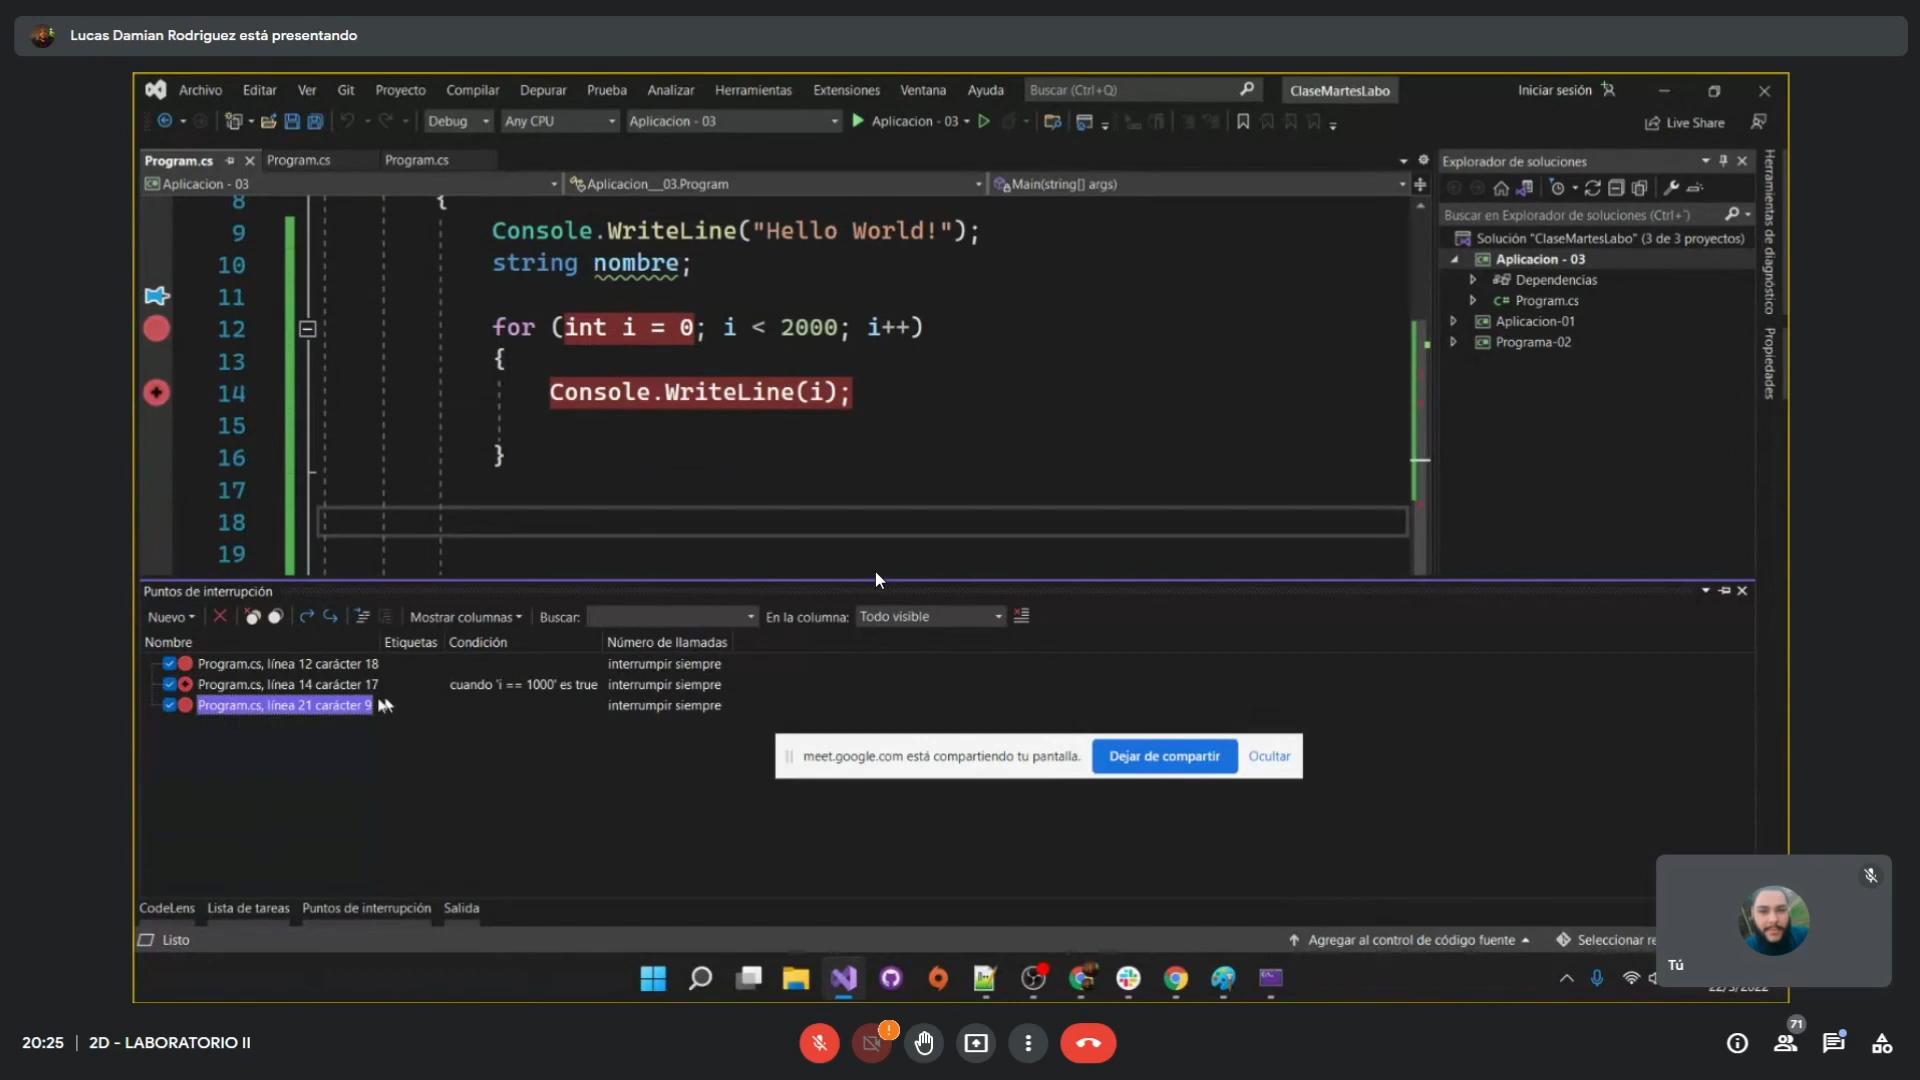 Lucas Damian Rodriguez está presentando
Archivo Editar Ver Git Proyecto Compilar Depurar Prueba Analizar Herramientas Extensiones Ventana Ayuda Buscar (Ctrl+Q) ClaseMartesLabo Iniciar sesión
Debug Any CPU Aplicacion - 03 Aplicacion - 03 Live Share
Program.cs Program.cs Program.cs
Aplicacion - 03 Aplicacion__03.Program Main(string[] args)
8 {
9 Console.WriteLine("Hello World!");
10 string nombre;
11
12 for (int i = 0; i < 2000; i++)
13 {
14 Console.WriteLine(i);
15
16 }
17
18
19
Explorador de soluciones
Buscar en Explorador de soluciones (Ctrl+¨)
Solución "ClaseMartesLabo" (3 de 3 proyectos)
Aplicacion - 03
Dependencias
C# Program.cs
Aplicacion-01
Programa-02
Herramientas de diagnóstico
Propiedades
Puntos de interrupción
Nuevo Mostrar columnas Buscar: En la columna: Todo visible
Nombre Etiquetas Condición Número de llamadas
Program.cs, línea 12 carácter 18 interrumpir siempre
Program.cs, línea 14 carácter 17 cuando 'i == 1000' es true interrumpir siempre
Program.cs, línea 21 carácter 9 interrumpir siempre
meet.google.com está compartiendo tu pantalla. Dejar de compartir Ocultar
CodeLens Lista de tareas Puntos de interrupción Salida
Listo Agregar al control de código fuente Seleccionar re
Tú
22/3/2022
20:25 | 2D - LABORATORIO II
71